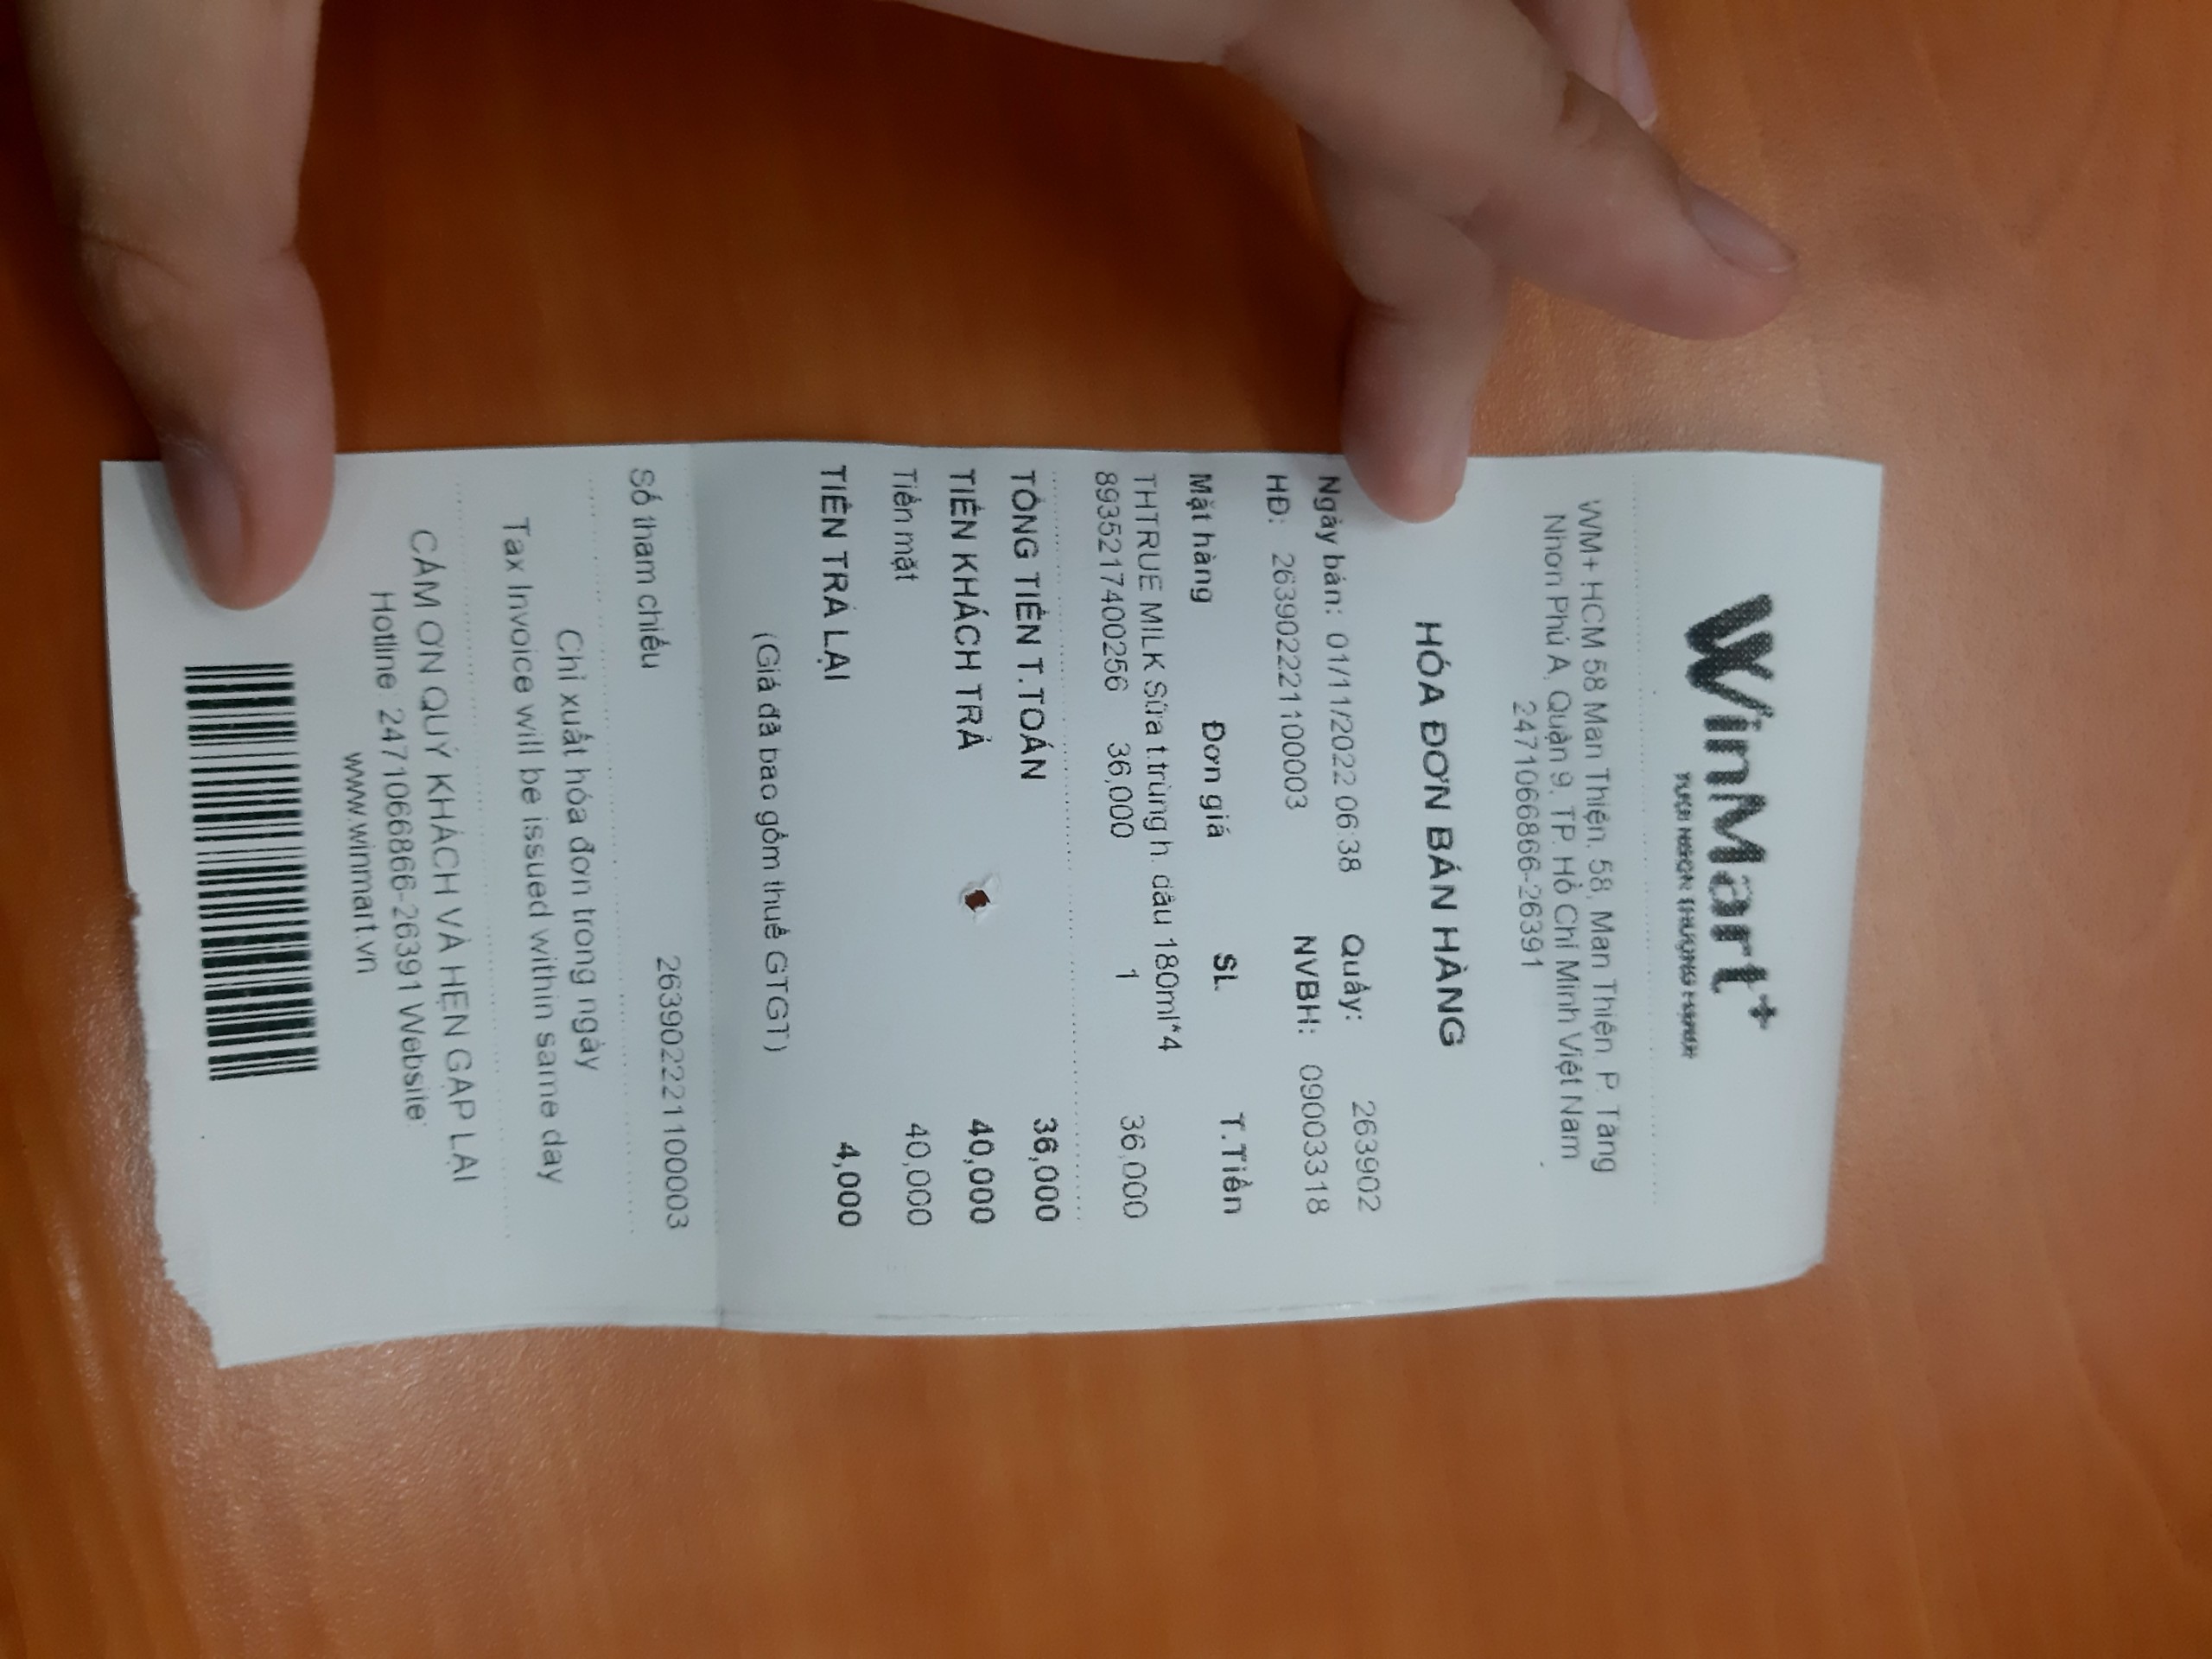 WinMart+
TƯƠI NGON THƯỢNG HẠNG
WM+ HCM 58 Man Thiện. 58, Man Thiện, P. Tăng
Nhơn Phú A, Quận 9, TP. Hồ Chí Minh Việt Nam
2471066866-26391
HÓA ĐƠN BÁN HÀNG
Ngày bán: 01/11/2022 06:38 Quầy: 263902
HĐ: 263902221100003 NVBH: 09003318
Mặt hàng Đơn giá SL T.Tiền
THTRUE MILK Sữa t.trùng h. dâu 180ml*4
8935217400256 36,000 1 36,000
TỔNG TIỀN T.TOÁN 36,000
TIỀN KHÁCH TRẢ 40,000
Tiền mặt 40,000
TIỀN TRẢ LẠI 4,000
(Giá đã bao gồm thuế GTGT)
Số tham chiếu 263902221100003
Chỉ xuất hóa đơn trong ngày
Tax Invoice will be issued within same day
CẢM ƠN QUÝ KHÁCH VÀ HẸN GẶP LẠI
Hotline: 2471066866-26391 Website:
www.winmart.vn